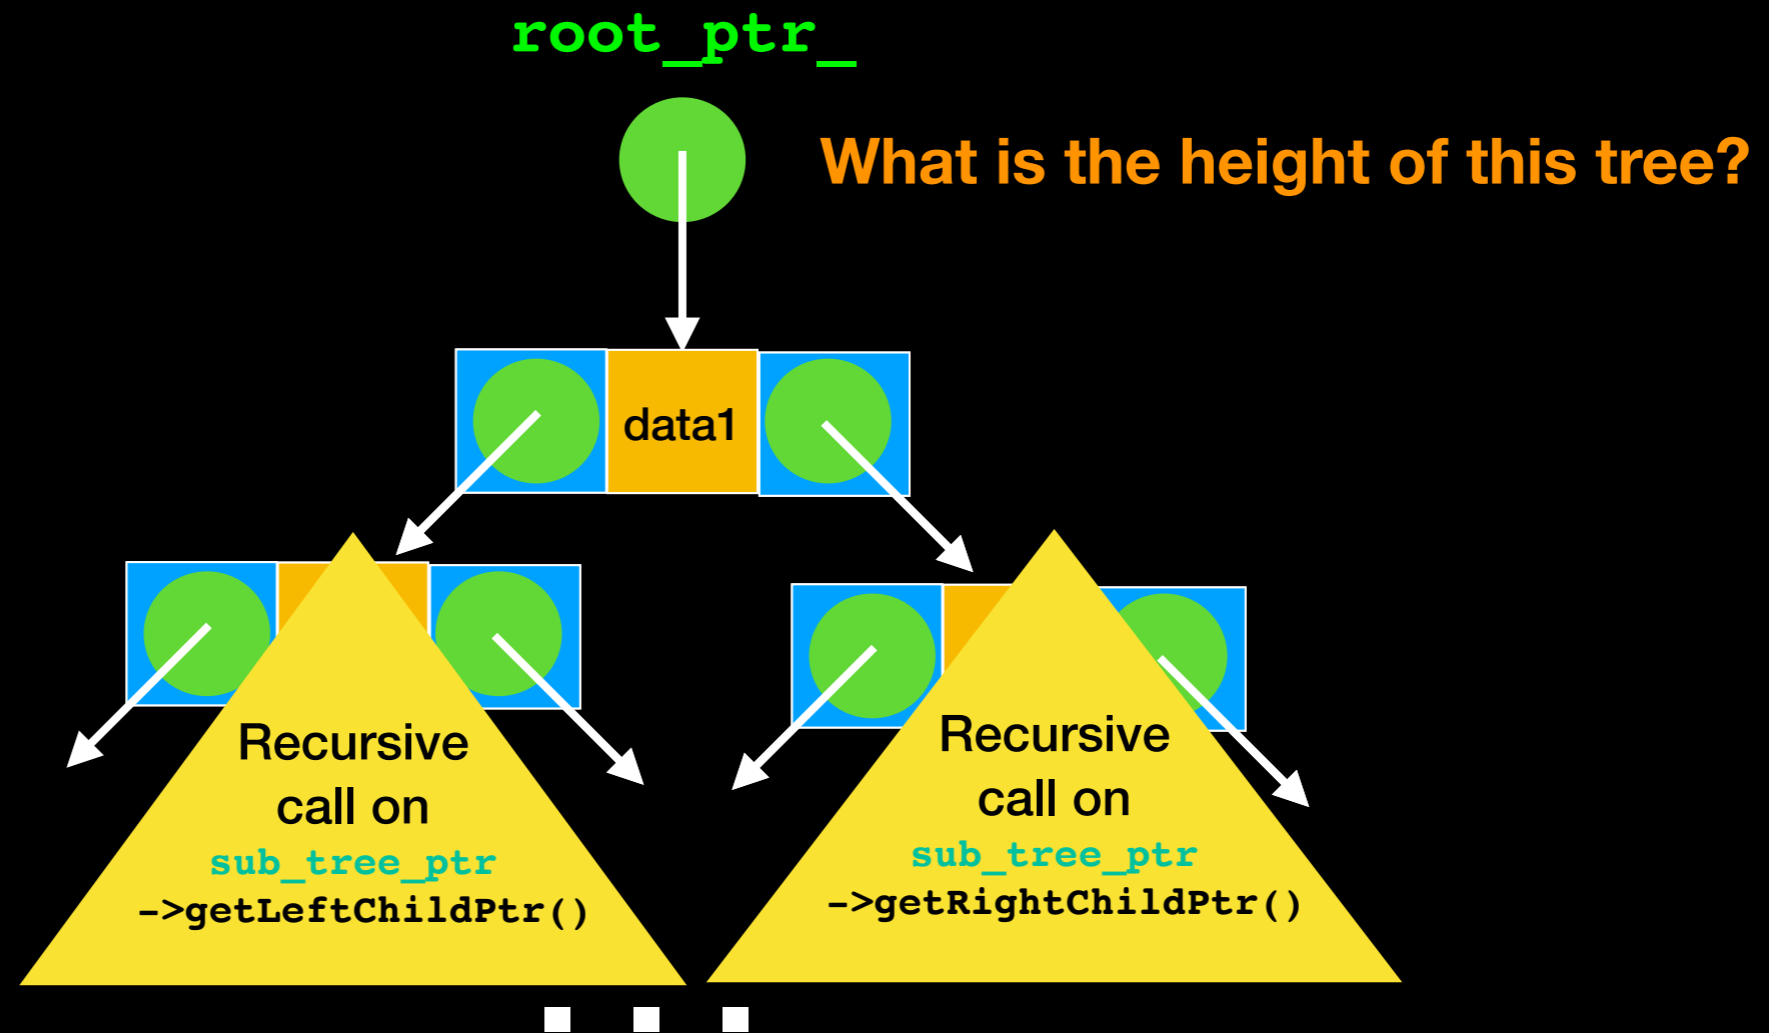 root_ptr_
What is the height of this tree?
data1
Recursive
call on
sub_tree_ptr
->getLeftChildPtr()
Recursive
call on
sub_tree_ptr
->getRightChildPtr()